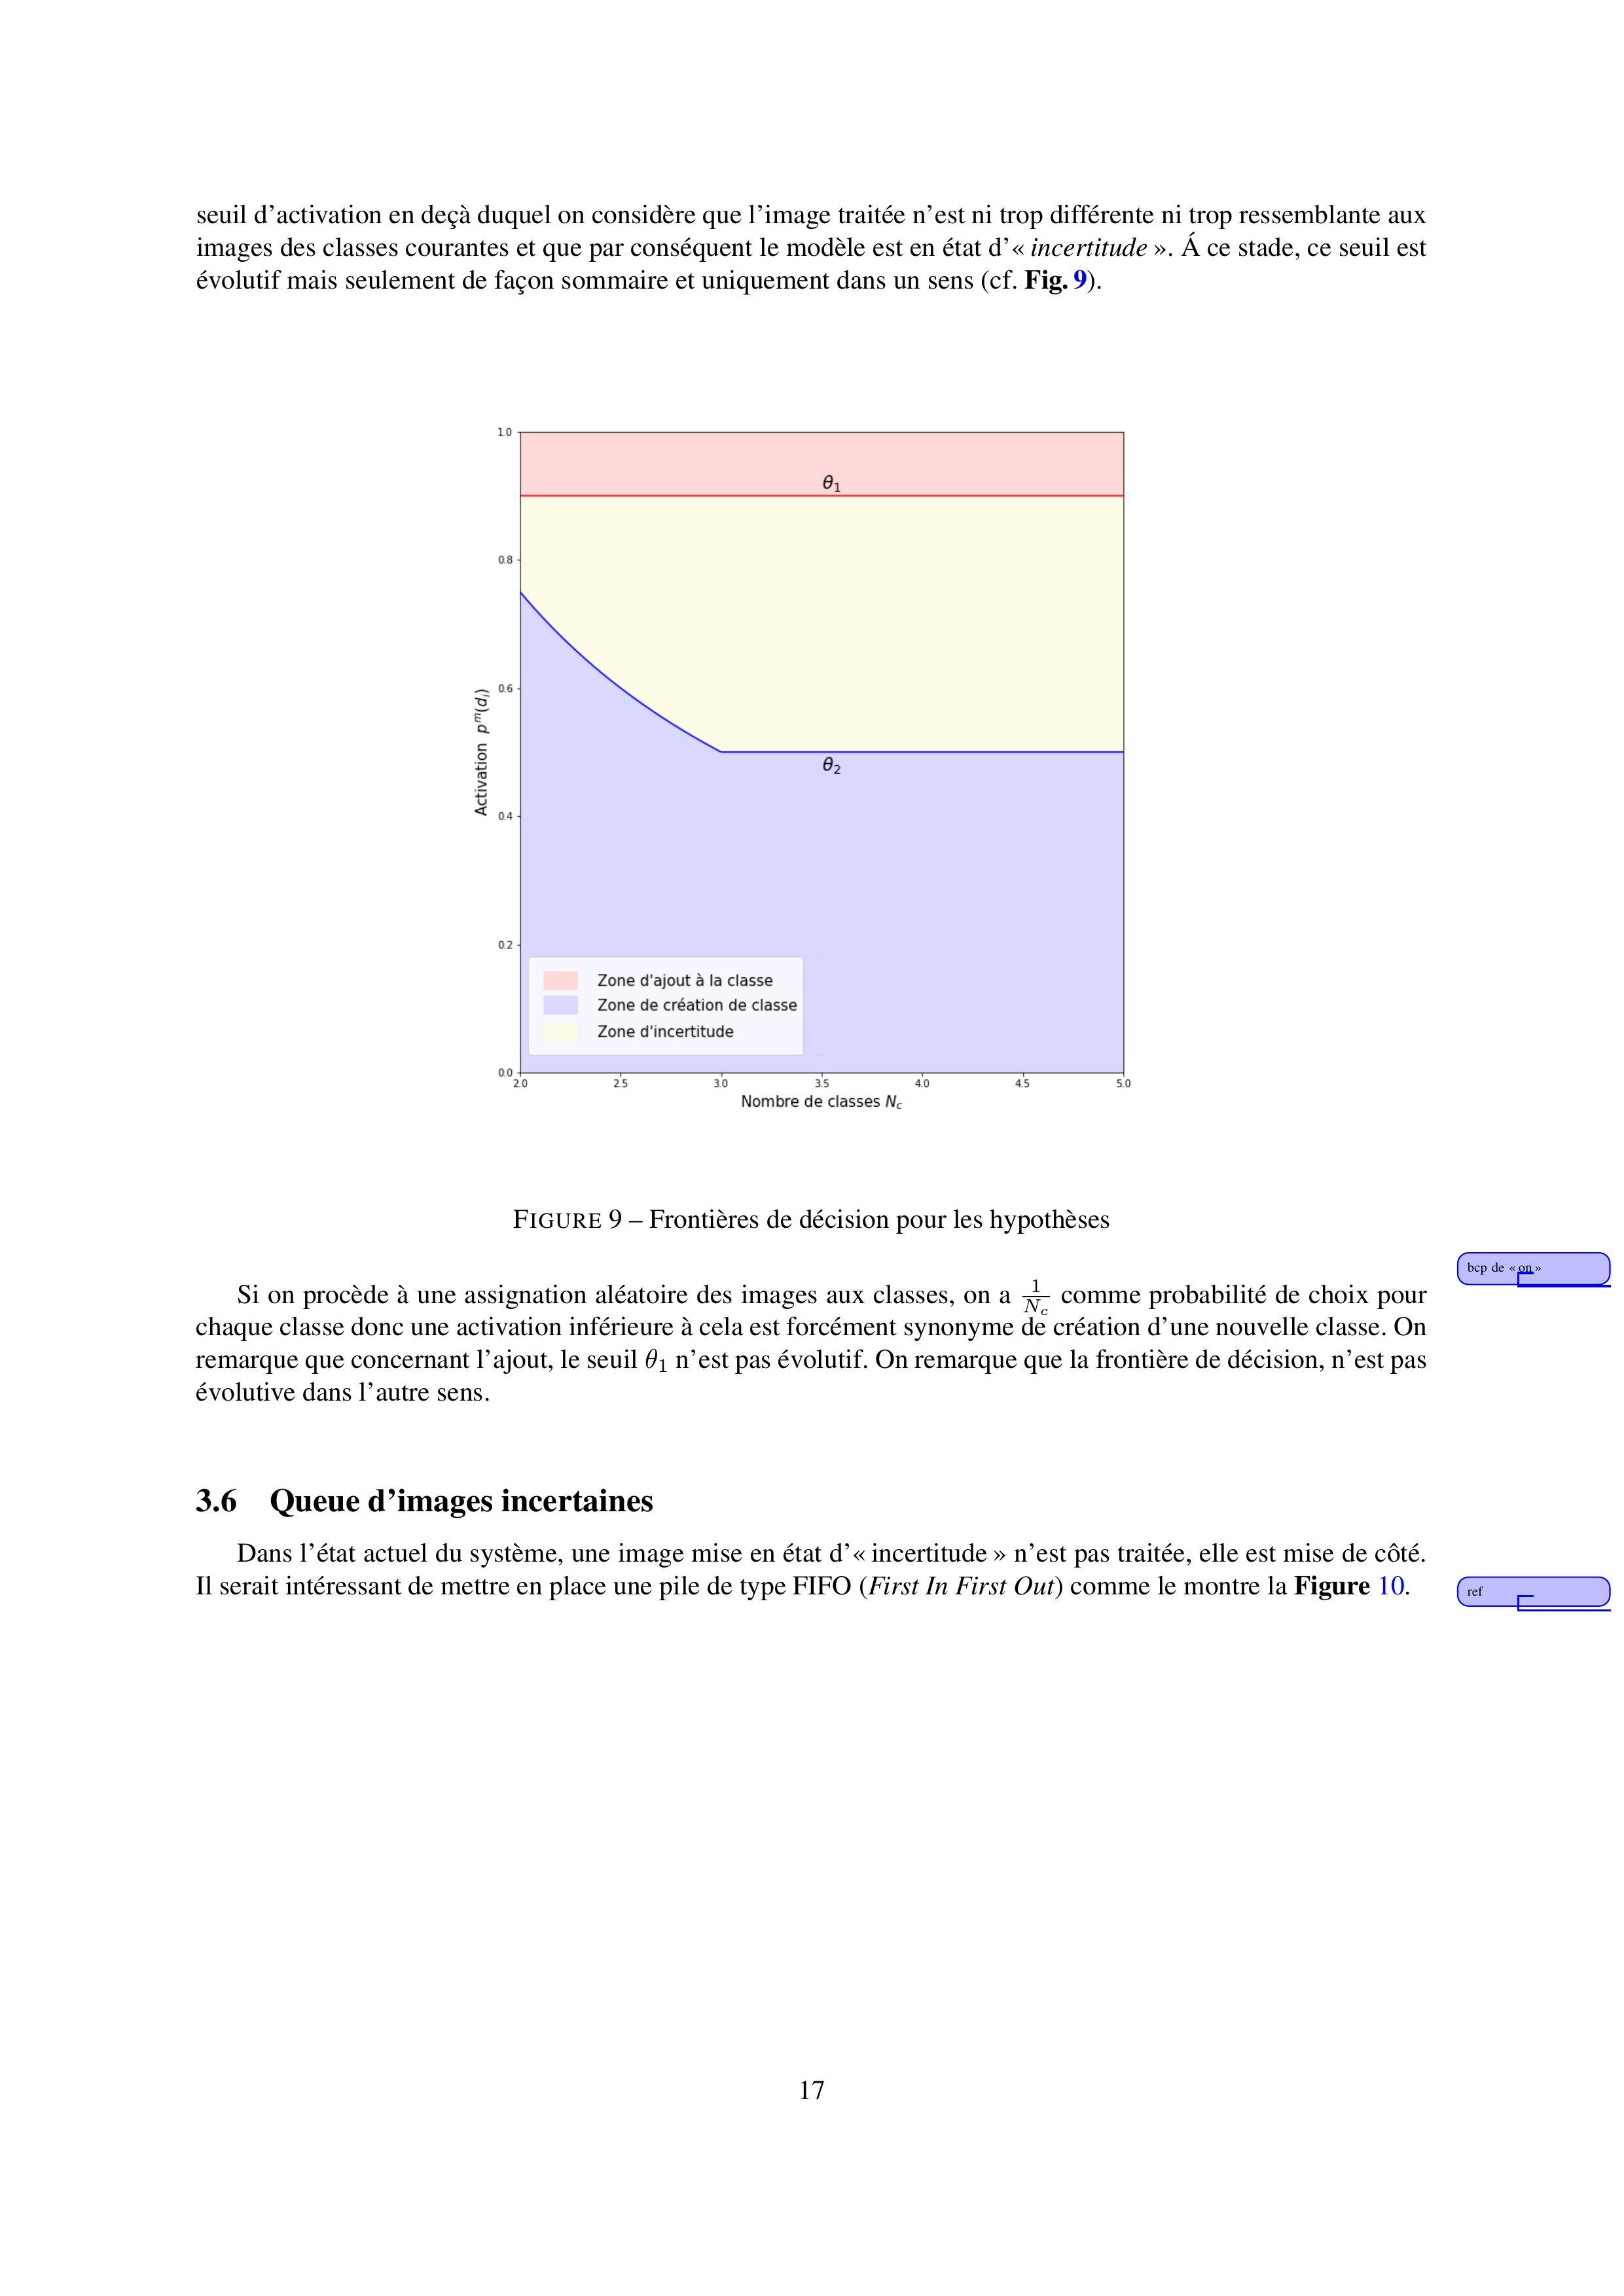 seuil d'activation en deçà duquel on considère que l'image traitée n'est ni trop différente ni trop ressemblante aux
images des classes courantes et que par conséquent le modèle est en état d'« incertitude ». Á ce stade, ce seuil est
évolutif mais seulement de façon sommaire et uniquement dans un sens (cf. Fig. 9).
1.0
θ₁
0.8
0.6
Activation p^m(d_i)
θ₂
0.4
0.2
Zone d'ajout à la classe
Zone de création de classe
Zone d'incertitude
0.0
2.0 2.5 3.0 3.5 4.0 4.5 5.0
Nombre de classes N_c
FIGURE 9 – Frontières de décision pour les hypothèses
bcp de « on »
Si on procède à une assignation aléatoire des images aux classes, on a 1/N_c comme probabilité de choix pour
chaque classe donc une activation inférieure à cela est forcément synonyme de création d'une nouvelle classe. On
remarque que concernant l'ajout, le seuil θ₁ n'est pas évolutif. On remarque que la frontière de décision, n'est pas
évolutive dans l'autre sens.
3.6 Queue d'images incertaines
Dans l'état actuel du système, une image mise en état d'« incertitude » n'est pas traitée, elle est mise de côté.
Il serait intéressant de mettre en place une pile de type FIFO (First In First Out) comme le montre la Figure 10.
ref
17